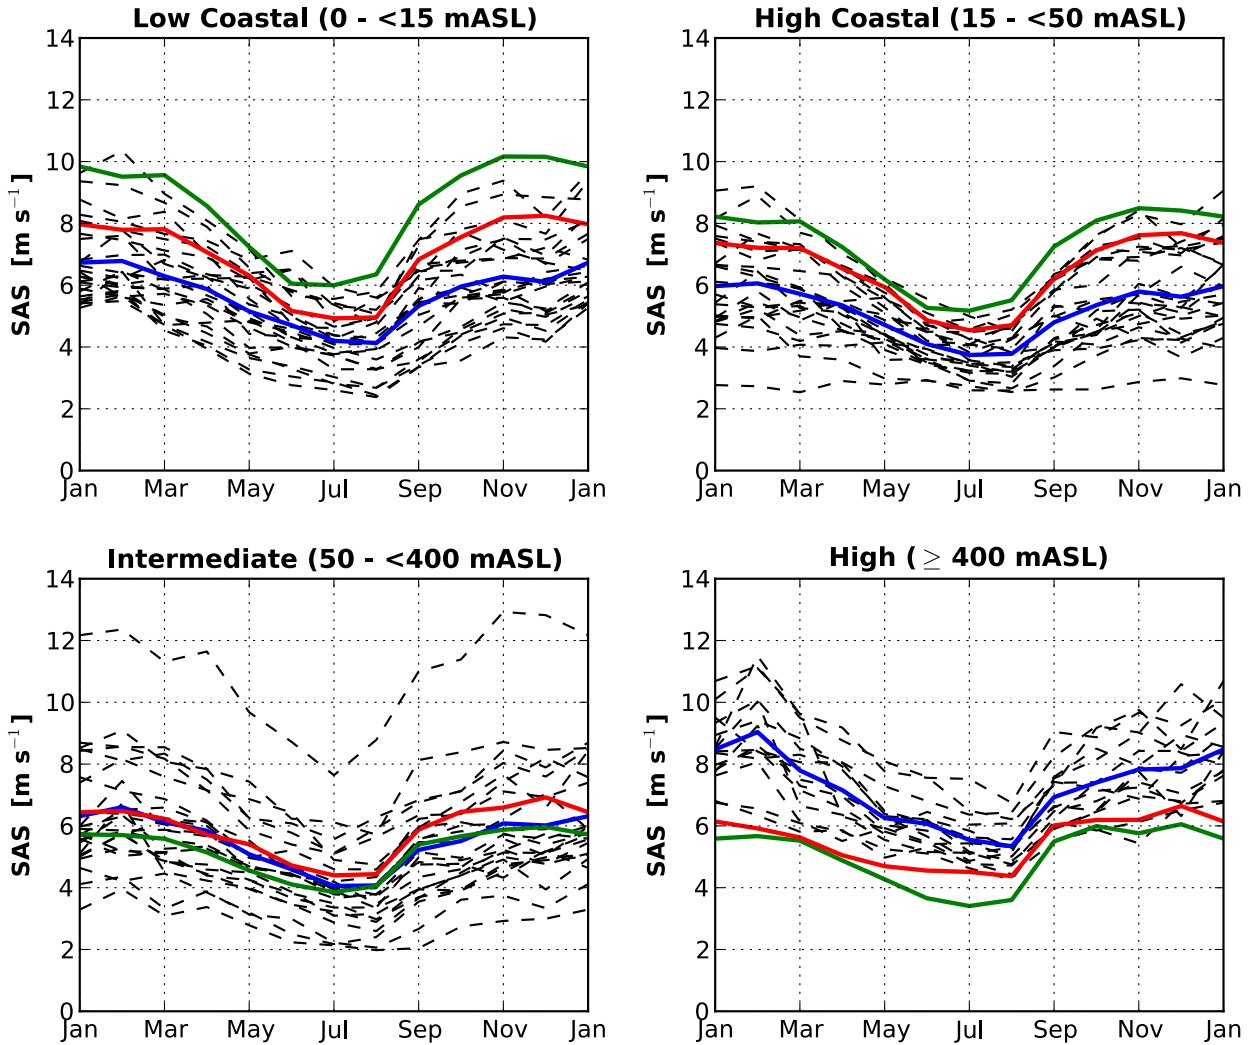 Low Coastal (0 - <15 mASL)
SAS [m s⁻¹]
14
12
10
8
6
4
2
0
Jan Mar May Jul Sep Nov Jan
High Coastal (15 - <50 mASL)
SAS [m s⁻¹]
14
12
10
8
6
4
2
0
Jan Mar May Jul Sep Nov Jan
Intermediate (50 - <400 mASL)
SAS [m s⁻¹]
14
12
10
8
6
4
2
0
Jan Mar May Jul Sep Nov Jan
High (≥ 400 mASL)
SAS [m s⁻¹]
14
12
10
8
6
4
2
0
Jan Mar May Jul Sep Nov Jan